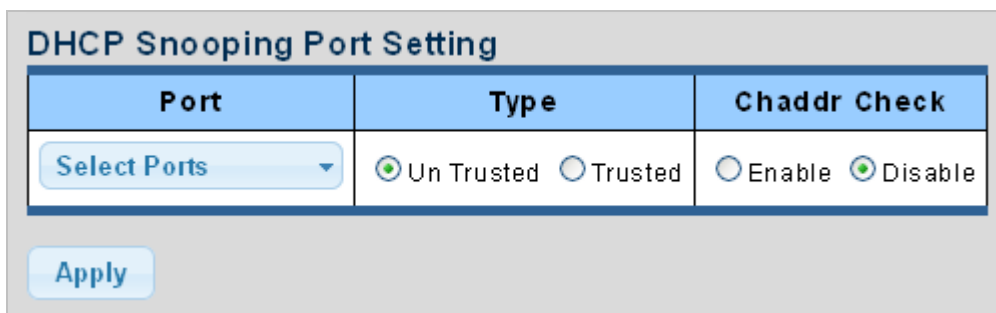 DHCP Snooping Port Setting
Port Type Chaddr Check
Select Ports Un Trusted Trusted Enable Disable
Apply